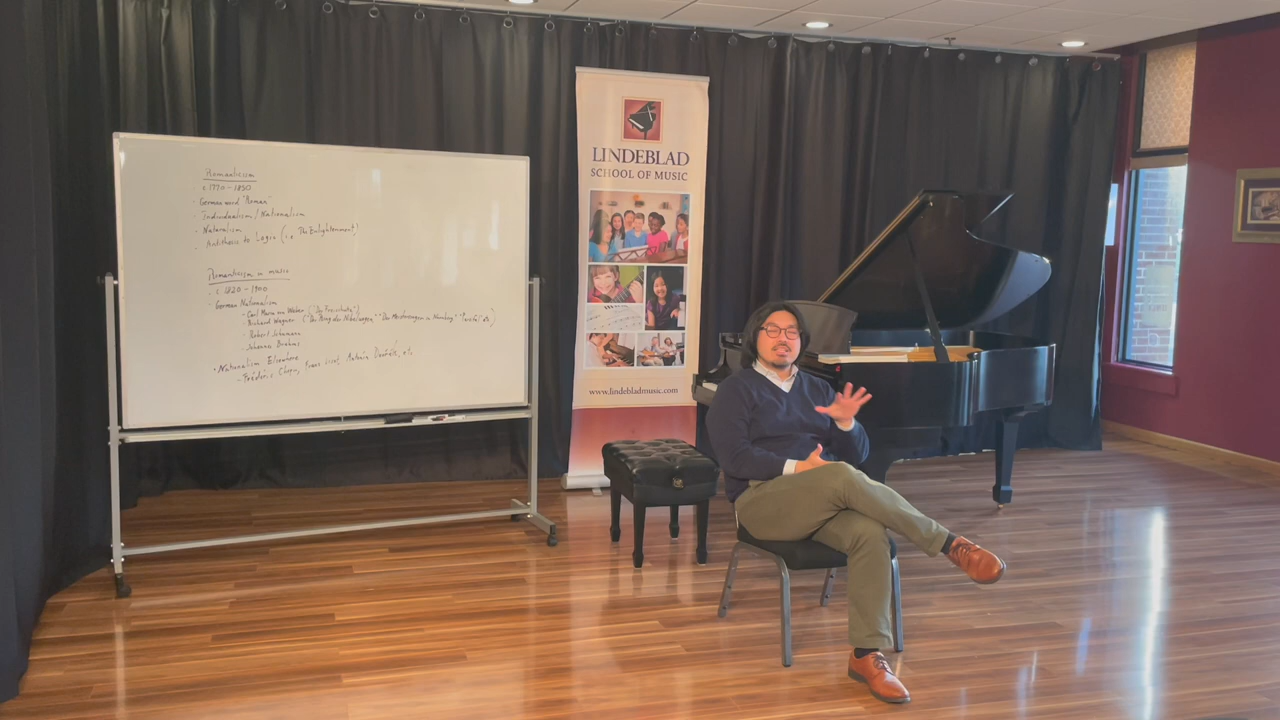 Romanticism
c. 1770-1850
- German word "Roman"
- Individualism/Nationalism
- Naturalism
- Antithesis to Logic (i.e. The Enlightenment)
Romanticism in music
- c. 1820-1900
- German Nationalism
- Carl Maria von Weber ("Der Freischutz")
- Richard Wagner ("Der Ring des Nibelungen" "Die Meistersinger von Nürnberg" "Parsifal" etc)
- Robert Schumann
- Johannes Brahms
• Nationalism Elsewhere
- Frédéric Chopin, Franz Liszt, Antonín Dvořák, etc
LINDEBLAD
SCHOOL OF MUSIC
www.lindebladmusic.com